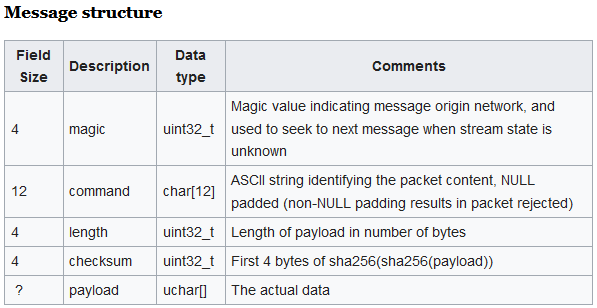 Message structure
Field Size Description Data type Comments
4 magic uint32_t Magic value indicating message origin network, and
used to seek to next message when stream state is
unknown
12 command char[12] ASCII string identifying the packet content, NULL
padded (non-NULL padding results in packet rejected)
4 length uint32_t Length of payload in number of bytes
4 checksum uint32_t First 4 bytes of sha256(sha256(payload))
? payload uchar[] The actual data